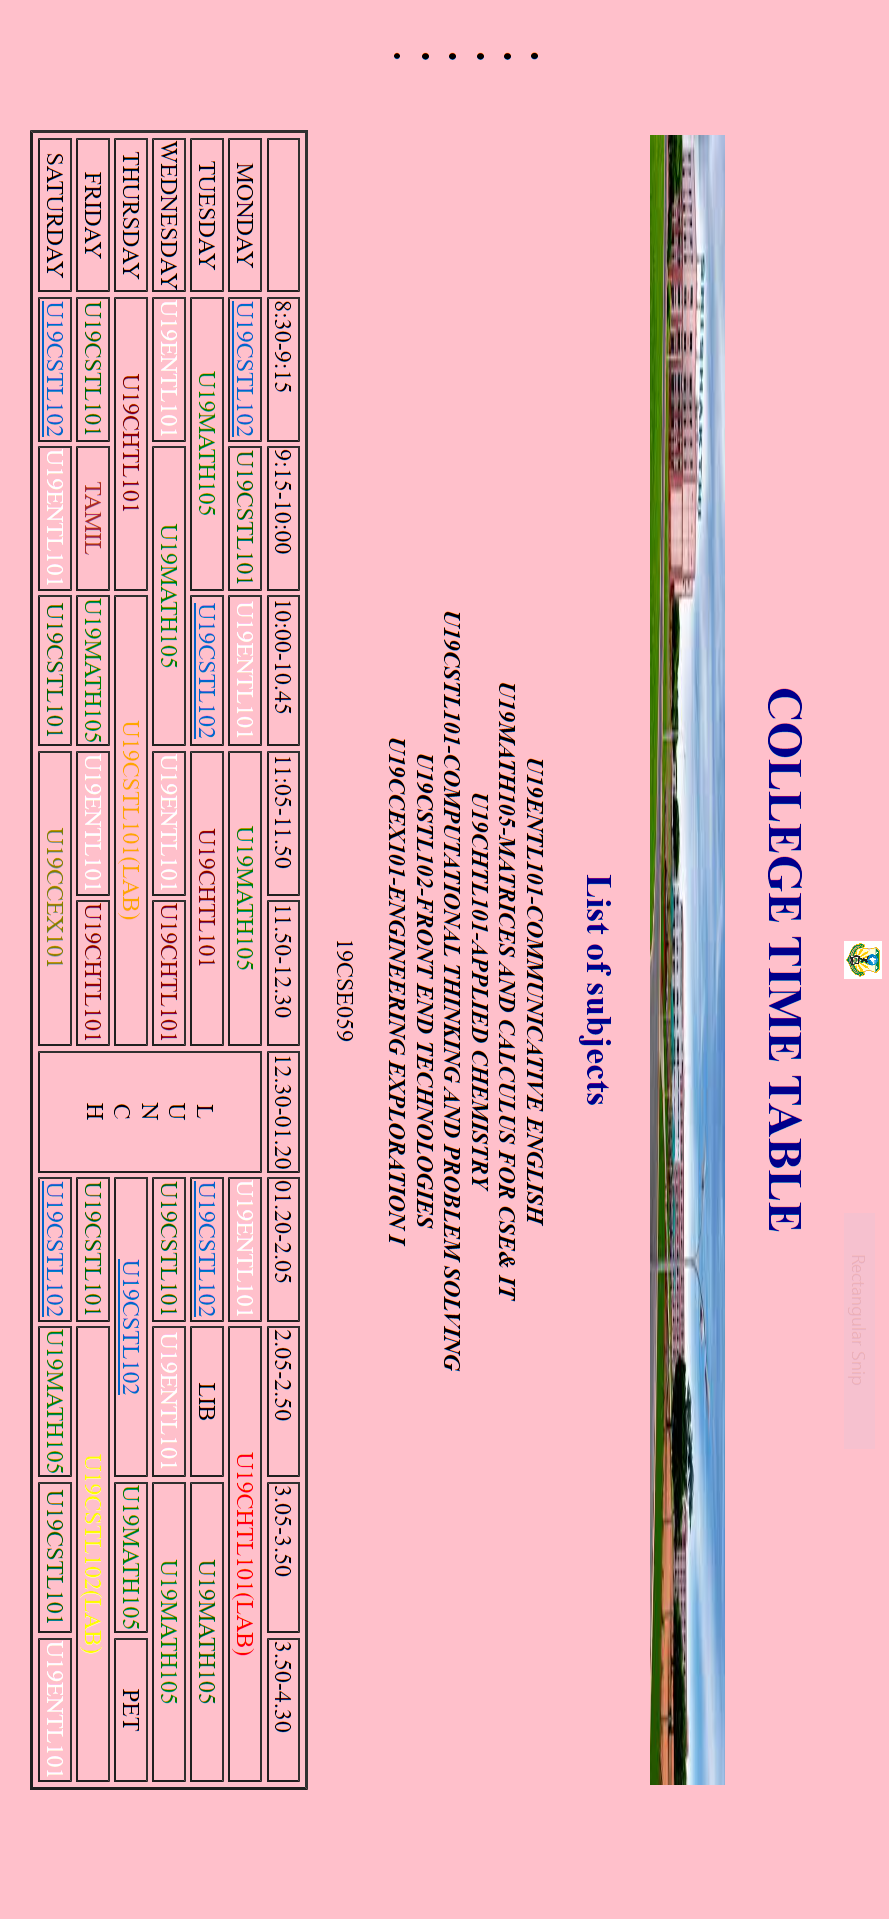 Rectangular Snip
COLLEGE TIME TABLE
List of subjects
• U19ENTL101-COMMUNICATIVE ENGLISH
• U19MATH105-MATRICES AND CALCULUS FOR CSE& IT
• U19CHTL101-APPLIED CHEMISTRY
• U19CSTL101-COMPUTATIONAL THINKING AND PROBLEM SOLVING
• U19CSTL102-FRONT END TECHNOLOGIES
• U19CCEX101-ENGINEERING EXPLORATION I
19CSE059
8:30-9:15 9:15-10:00 10:00-10.45 11:05-11.50 11.50-12.30 12.30-01.20 01.20-2.05 2.05-2.50 3.05-3.50 3.50-4.30
MONDAY U19CSTL102 U19CSTL101 U19ENTL101 U19MATH105 U19ENTL101 U19CHTL101(LAB)
TUESDAY U19MATH105 U19CSTL102 U19CHTL101 U19CSTL102 LIB U19MATH105
WEDNESDAY U19ENTL101 U19MATH105 U19ENTL101 U19CHTL101 U19CSTL101 U19ENTL101 U19MATH105
THURSDAY U19CHTL101 U19CSTL101(LAB) U19CSTL102 U19MATH105 PET
FRIDAY U19CSTL101 TAMIL U19MATH105 U19ENTL101 U19CHTL101 U19CSTL101 U19CSTL102(LAB)
SATURDAY U19CSTL102 U19ENTL101 U19CSTL101 U19CCEX101 U19CSTL102 U19MATH105 U19CSTL101 U19ENTL101
L
U
N
C
H